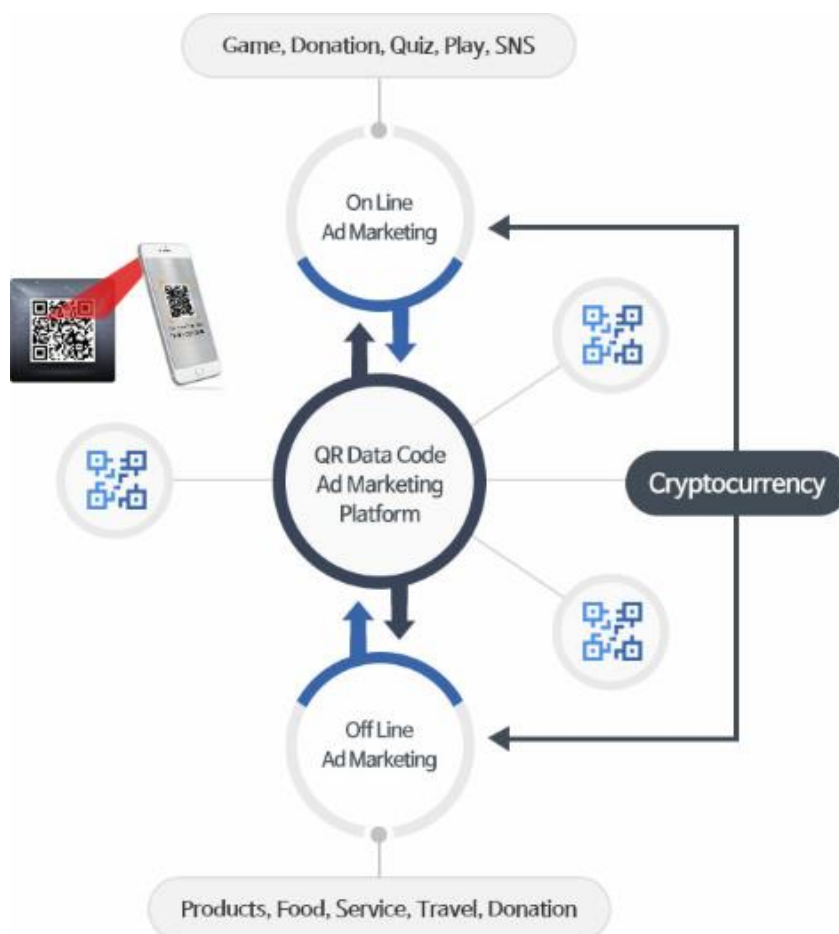 Game, Donation, Quiz, Play, SNS
On Line
Ad Marketing
QR Data Code
Ad Marketing
Platform
Cryptocurrency
Off Line
Ad Marketing
Products, Food, Service, Travel, Donation